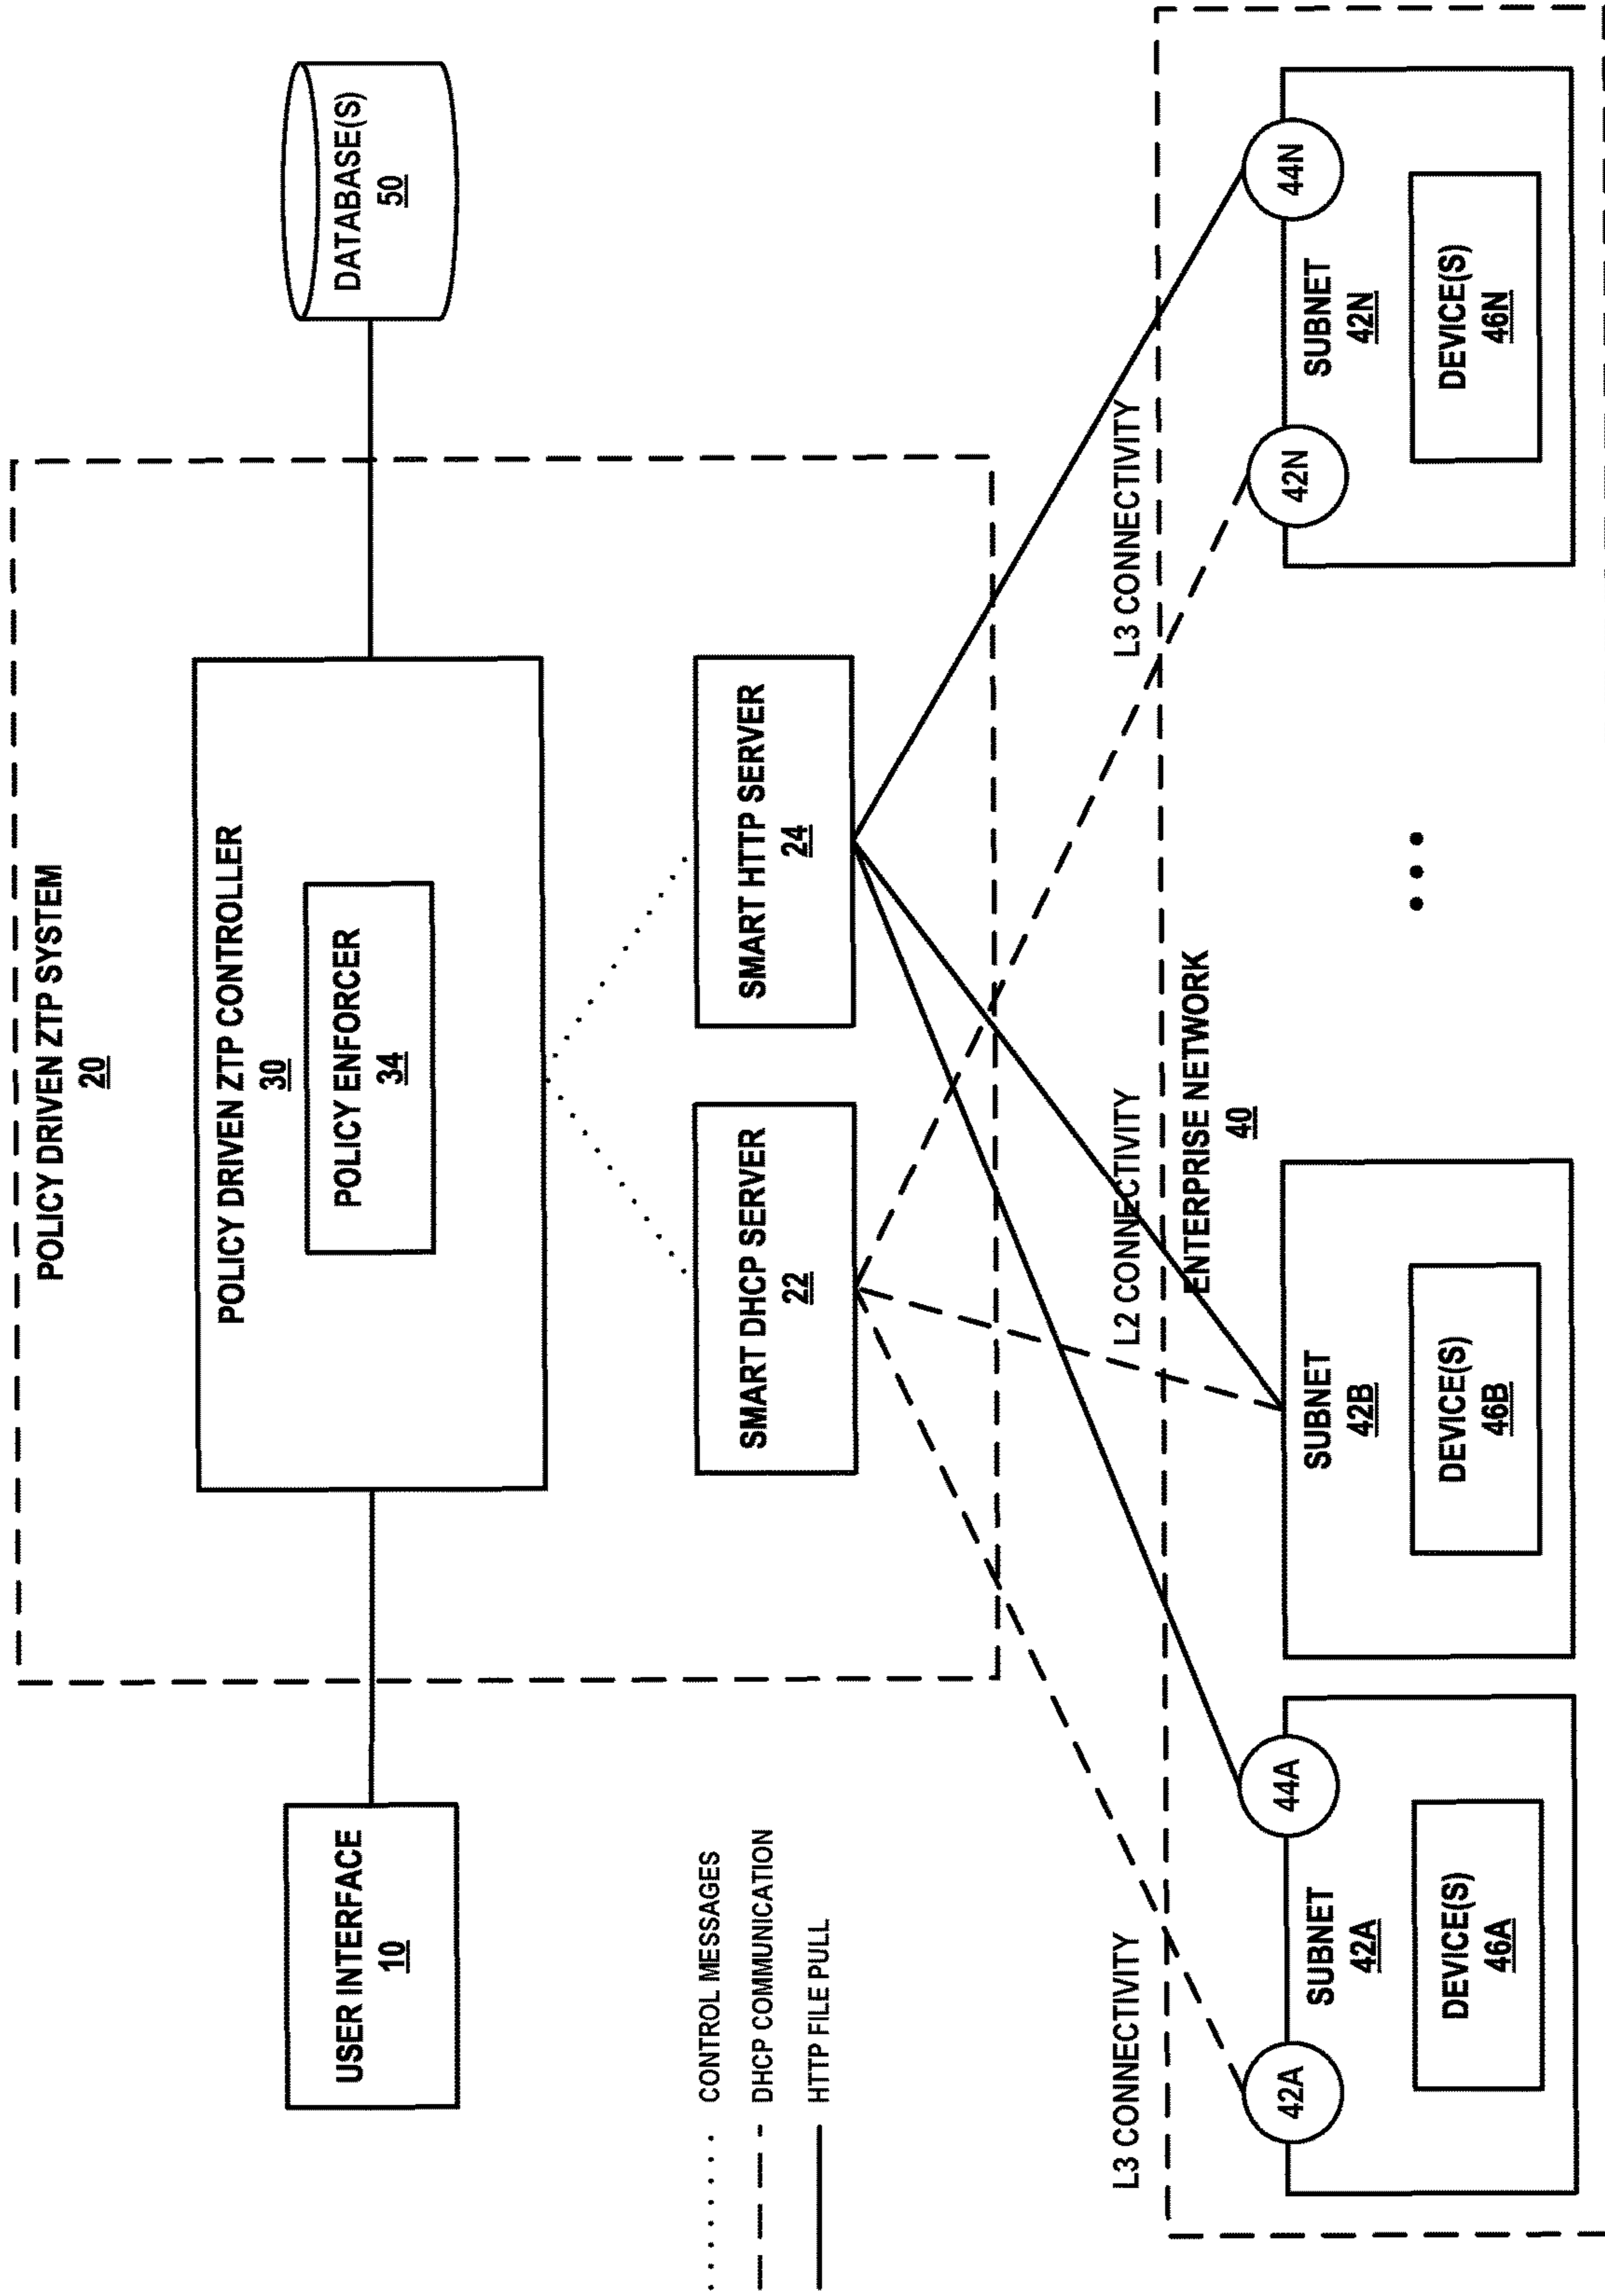 POLICY DRIVEN ZTP SYSTEM
20
POLICY DRIVEN ZTP CONTROLLER
30
POLICY ENFORCER
34
USER INTERFACE
10
DATABASE(S)
50
SMART DHCP SERVER
22
SMART HTTP SERVER
24
CONTROL MESSAGES
DHCP COMMUNICATION
HTTP FILE PULL
L3 CONNECTIVITY
L2 CONNECTIVITY
L3 CONNECTIVITY
ENTERPRISE NETWORK
40
42A
44A
SUBNET
42A
DEVICE(S)
46A
SUBNET
42B
DEVICE(S)
46B
42N
44N
SUBNET
42N
DEVICE(S)
46N